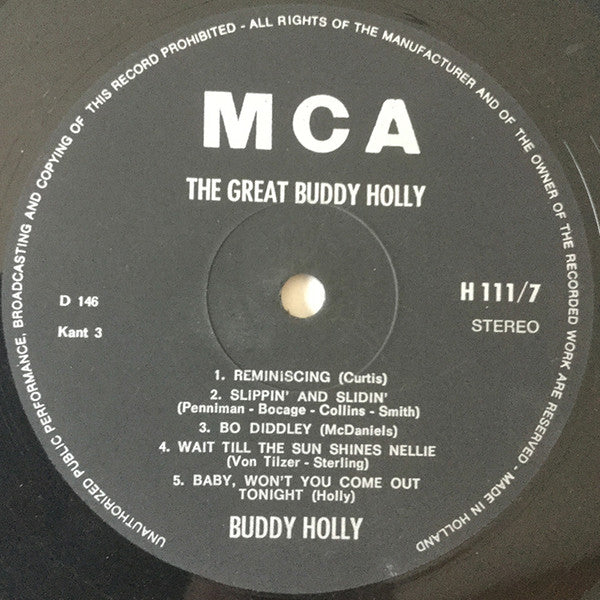 UNAUTHORIZED PUBLIC PERFORMANCE, BROADCASTING AND COPYING OF THIS RECORD PROHIBITED - ALL RIGHTS OF THE MANUFACTURER AND OF THE OWNER OF THE RECORDED WORK ARE RESERVED - MADE IN HOLLAND
MCA
THE GREAT BUDDY HOLLY
D 146
H 111/7
Kant 3
STEREO
1. REMINiSCING (Curtis)
2. SLIPPIN' AND SLIDIN'
(Penniman - Bocage - Collins - Smith)
3. BO DIDDLEY (McDaniels)
4. WAIT TILL THE SUN SHINES NELLIE
(Von Tilzer - Sterling)
5. BABY, WON'T YOU COME OUT
TONIGHT (Holly)
BUDDY HOLLY